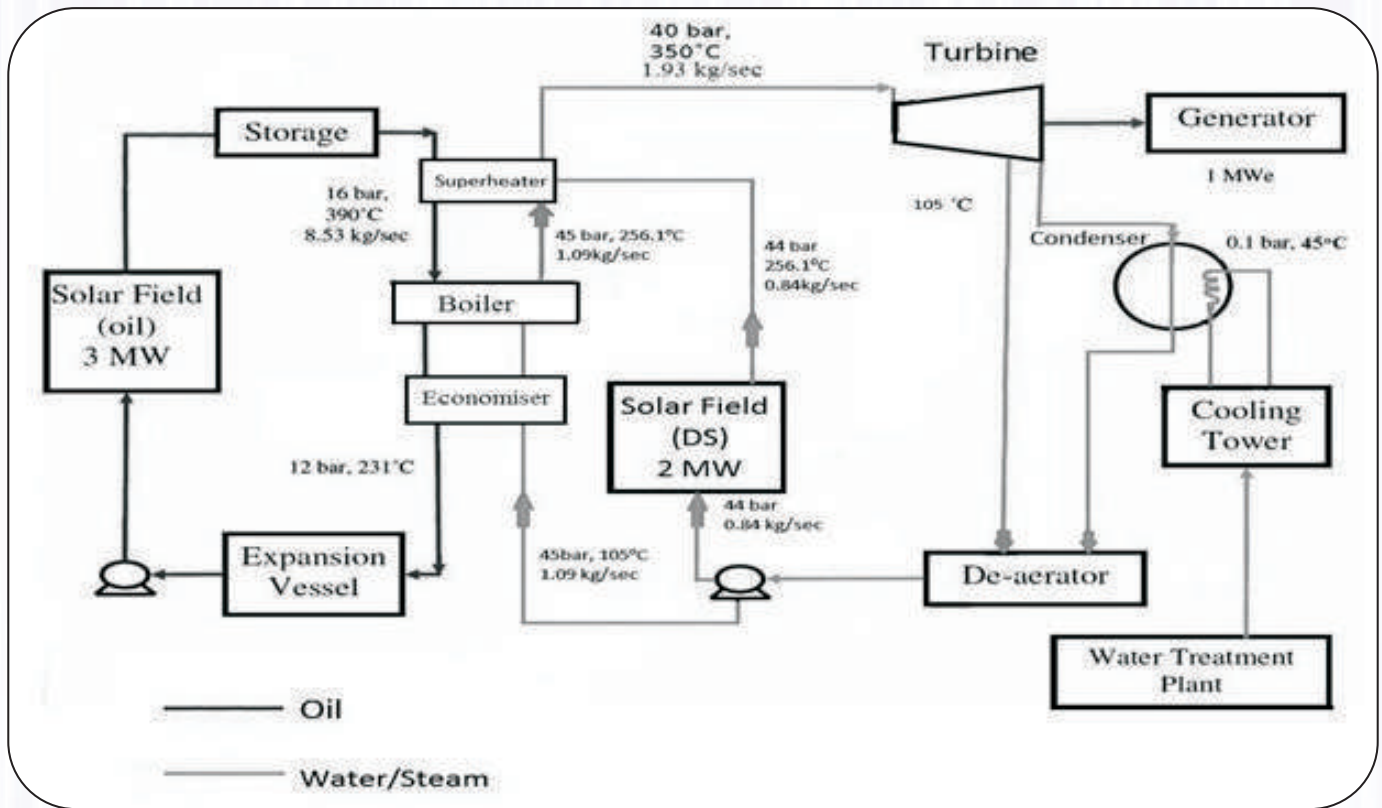 40 bar,
350°C
1.93 kg/sec
Turbine
Storage
Generator
1 MWe
Superheater
16 bar,
390°C
8.53 kg/sec
45 bar, 256.1°C
1.09kg/sec
44 bar
256.1°C
0.84kg/sec
105 °C
Condenser
0.1 bar, 45°C
Solar Field
(oil)
3 MW
Boiler
Economiser
Solar Field
(DS)
2 MW
Cooling
Tower
12 bar, 231°C
44 bar
0.84 kg/sec
45bar, 105°C
1.09 kg/sec
Expansion
Vessel
De-aerator
Water Treatment
Plant
Oil
Water/Steam